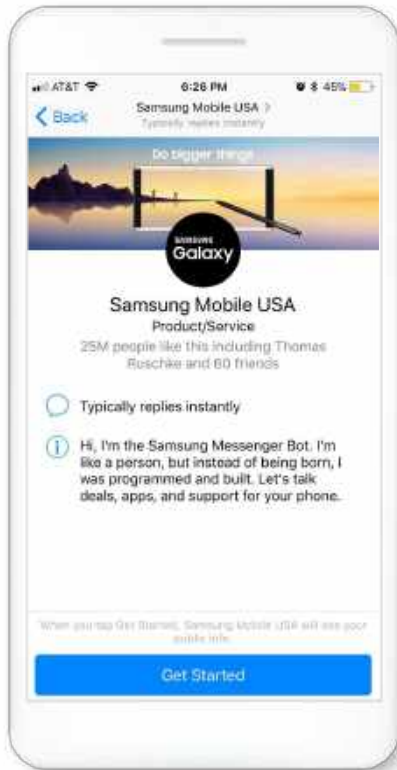 AT&T 6:26 PM 45%
Back Samsung Mobile USA >
Typically replies instantly
Do bigger things
SAMSUNG
Galaxy
Samsung Mobile USA
Product/Service
25M people like this including Thomas
Ruschke and 60 friends
Typically replies instantly
Hi, I'm the Samsung Messenger Bot. I'm
like a person, but instead of being born, I
was programmed and built. Let's talk
deals, apps, and support for your phone.
When you tap Get Started, Samsung Mobile USA will see your
public info.
Get Started